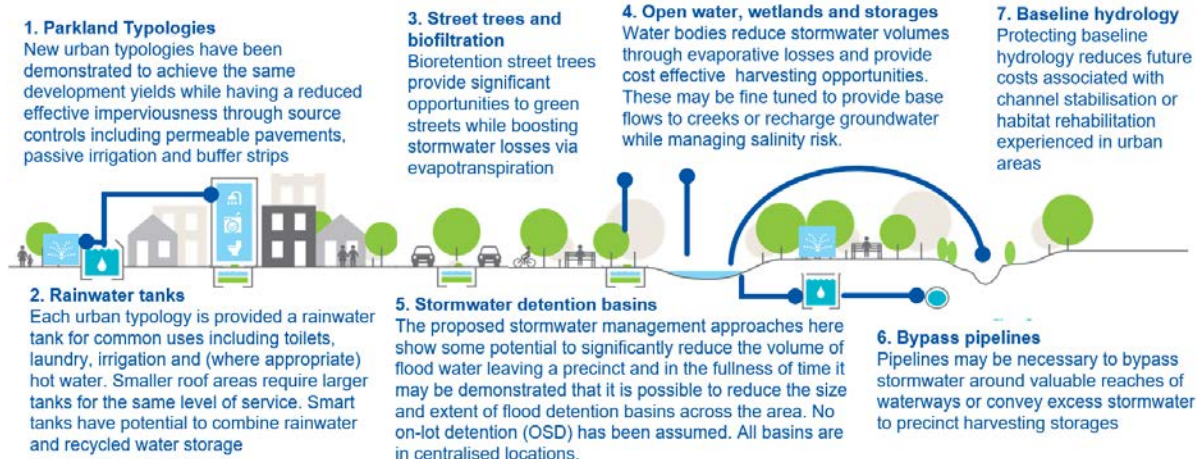 1. Parkland Typologies
New urban typologies have been
demonstrated to achieve the same
development yields while having a reduced
effective imperviousness through source
controls including permeable pavements,
passive irrigation and buffer strips
3. Street trees and
biofiltration
Bioretention street trees
provide significant
opportunities to green
streets while boosting
stormwater losses via
evapotranspiration
4. Open water, wetlands and storages
Water bodies reduce stormwater volumes
through evaporative losses and provide
cost effective harvesting opportunities.
These may be fine tuned to provide base
flows to creeks or recharge groundwater
while managing salinity risk.
7. Baseline hydrology
Protecting baseline
hydrology reduces future
costs associated with
channel stabilisation or
habitat rehabilitation
experienced in urban
areas
2. Rainwater tanks
Each urban typology is provided a rainwater
tank for common uses including toilets,
laundry, irrigation and (where appropriate)
hot water. Smaller roof areas require larger
tanks for the same level of service. Smart
tanks have potential to combine rainwater
and recycled water storage
5. Stormwater detention basins
The proposed stormwater management approaches here
show some potential to significantly reduce the volume of
flood water leaving a precinct and in the fullness of time it
may be demonstrated that it is possible to reduce the size
and extent of flood detention basins across the area. No
on-lot detention (OSD) has been assumed. All basins are
in centralised locations.
6. Bypass pipelines
Pipelines may be necessary to bypass
stormwater around valuable reaches of
waterways or convey excess stormwater
to precinct harvesting storages